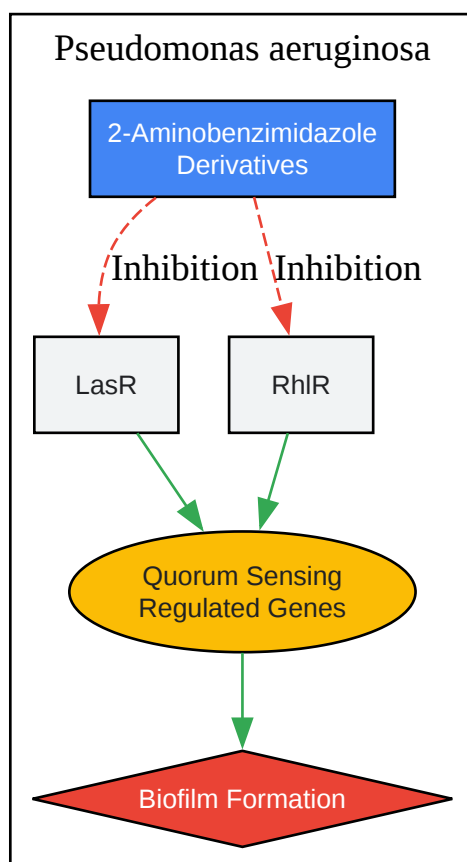 Pseudomonas aeruginosa
2-Aminobenzimidazole
Derivatives
Inhibition Inhibition
LasR
RhlR
Quorum Sensing
Regulated Genes
Biofilm Formation